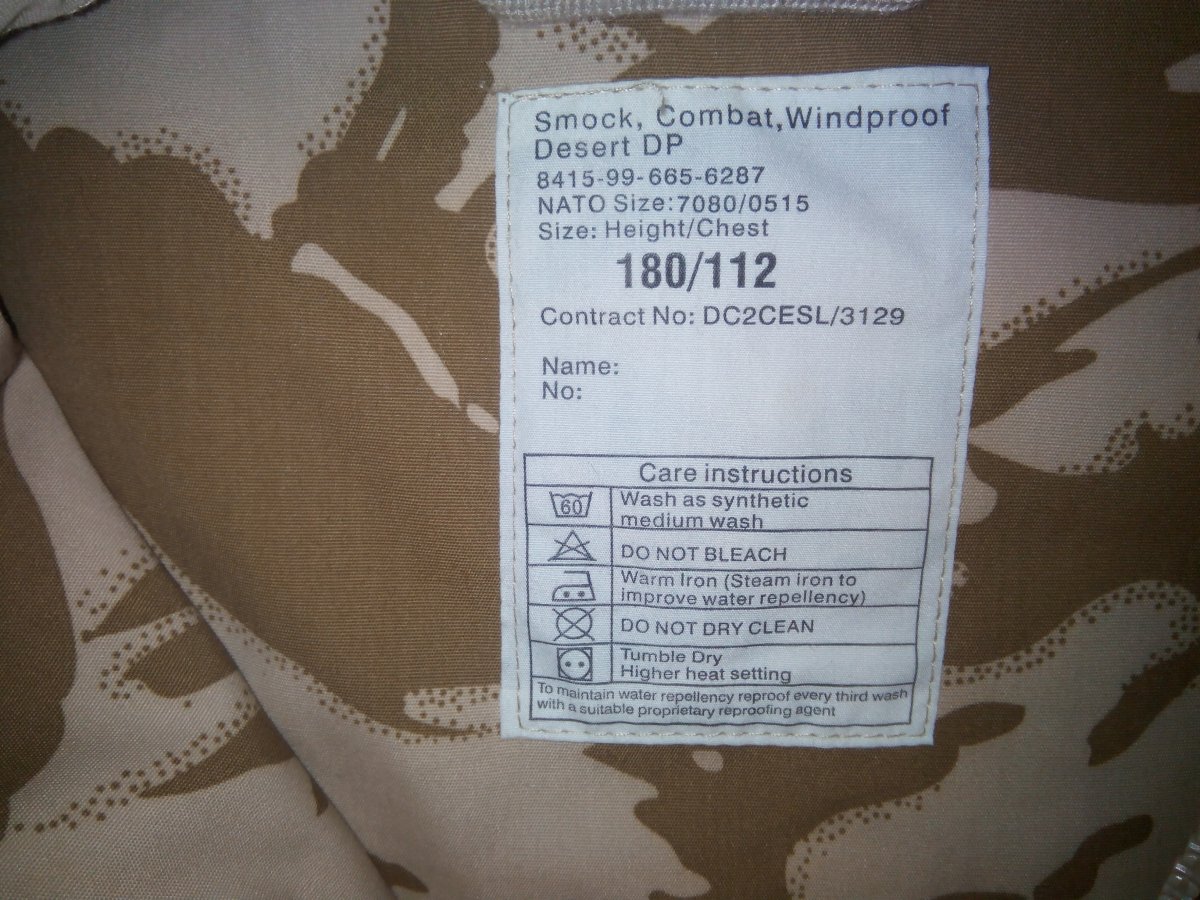 Smock, Combat,Windproof
Desert DP
8415-99-665-6287
NATO Size:7080/0515
Size: Height/Chest
180/112
Contract No: DC2CESL/3129
Name:
No:
Care instructions
60 Wash as synthetic
medium wash
DO NOT BLEACH
Warm Iron (Steam iron to
improve water repellency)
DO NOT DRY CLEAN
Tumble Dry
Higher heat setting
To maintain water repellency reproof every third wash
with a suitable proprietary reproofing agent